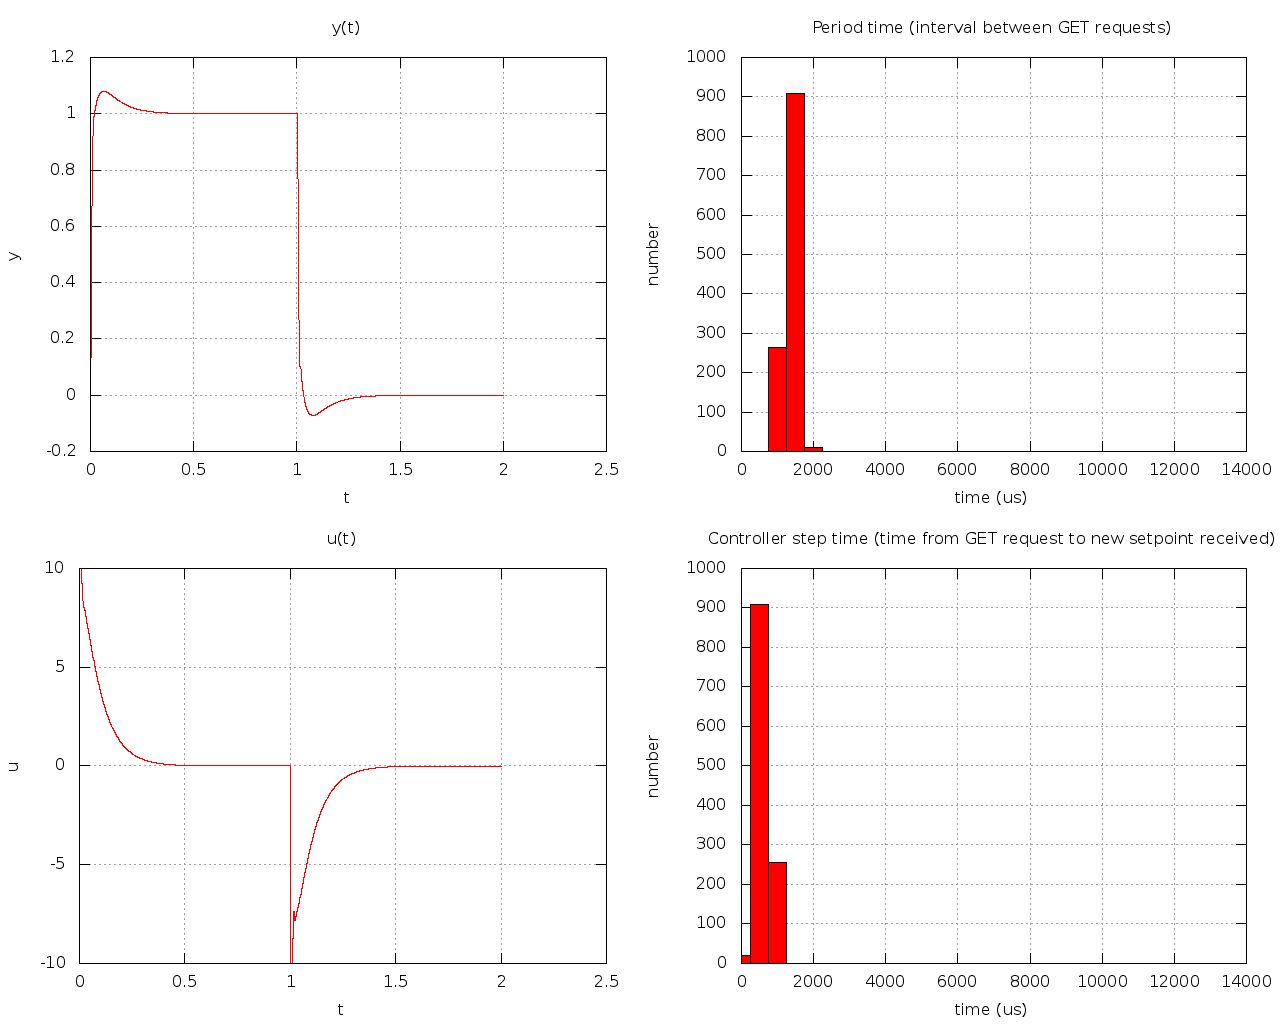 y(t)
1.2
1
0.8
0.6
0.4
0.2
0
-0.2
y
0 0.5 1 1.5 2 2.5
t
Period time (interval between GET requests)
1000
900
800
700
600
500
400
300
200
100
0
number
0 2000 4000 6000 8000 10000 12000 14000
time (us)
u(t)
10
5
0
-5
-10
u
0 0.5 1 1.5 2 2.5
t
Controller step time (time from GET request to new setpoint received)
1000
900
800
700
600
500
400
300
200
100
0
number
0 2000 4000 6000 8000 10000 12000 14000
time (us)